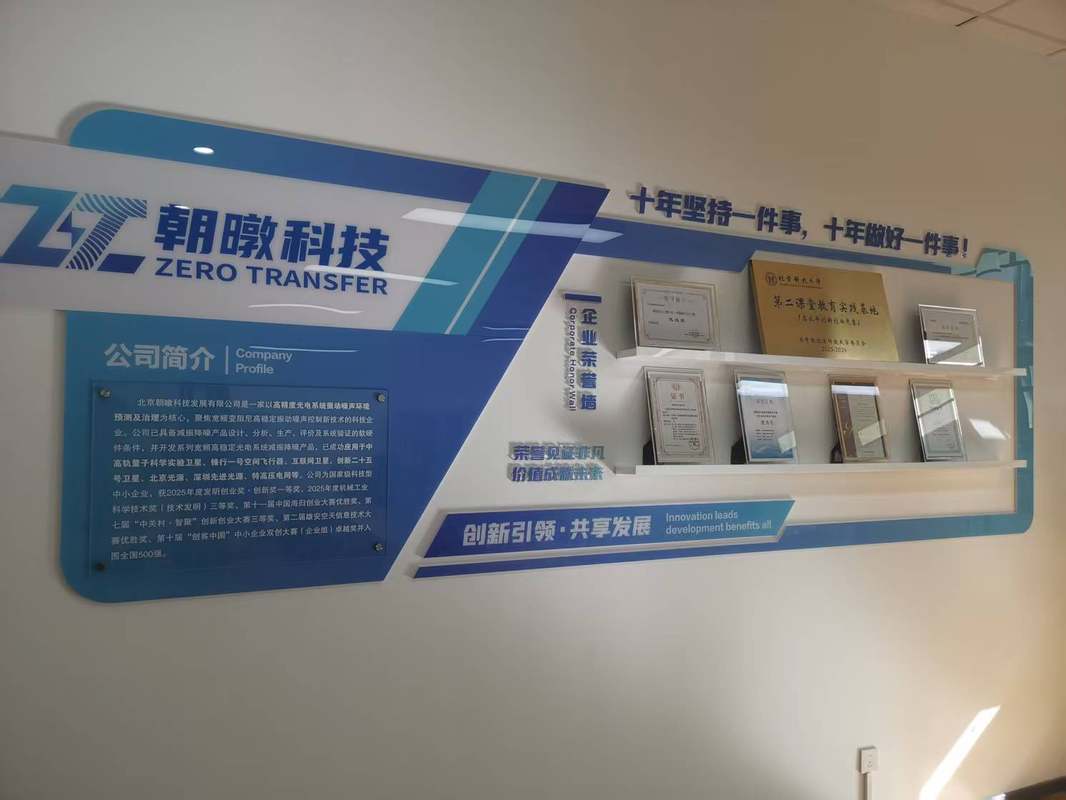 朝暾科技
ZERO TRANSFER
公司简介
Company
Profile
北京朝暾科技发展有限公司是一家以高精度光电系统振动噪声环境
预测及治理为核心，聚焦宽频变阻尼高稳定振动噪声控制新技术的科技企
业。公司已具备减振降噪产品设计、分析、生产、评价及系统验证的软硬
件条件，并开发系列宽频高稳定光电系统减振降噪产品，已成功应用于中
高轨量子科学实验卫星、锋行一号空间飞行器、互联网卫星、创新二十五
号卫星、北京光源、深圳先进光源、特高压电网等。公司为国家级科技型
中小企业，获2025年度发明创业奖·创新奖一等奖、2025年度机械工业
科学技术奖（技术发明）三等奖、第十一届中国海归创业大赛优胜奖、第
七届“中关村·智聚”创新创业大赛三等奖、第二届雄安空天信息技术大
赛优胜奖、第十届“创客中国”中小企业双创大赛（企业组）卓越奖并入
围全国500强。
十年坚持一件事，十年做好一件事！
企业荣誉墙
Corporate Honor Wall
荣誉见证非凡
价值成就未来
第二课堂教育实践基地
2025-2028
证书
创新引领·共享发展
Innovation leads
development benefits all